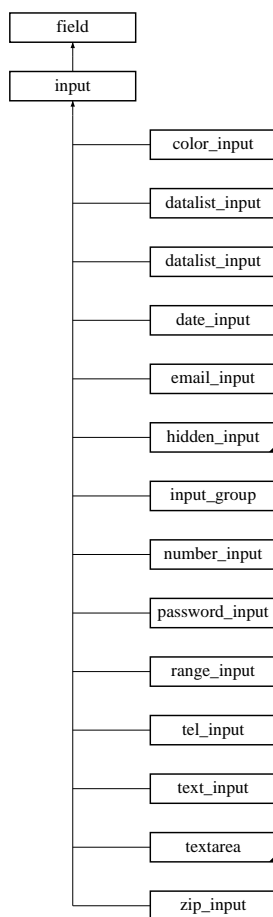 field
input
color_input
datalist_input
datalist_input
date_input
email_input
hidden_input
input_group
number_input
password_input
range_input
tel_input
text_input
textarea
zip_input